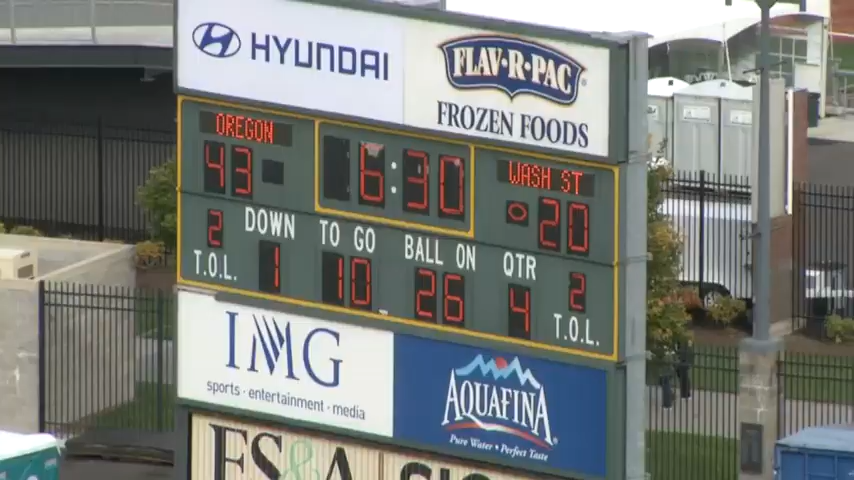 HYUNDAI
FLAV·R·PAC
FROZEN FOODS
OREGON
43
6:30
WASH ST
20
2
DOWN
TO GO
BALL ON
QTR
2
T.O.L.
1
10
26
4
T.O.L.
IMG
sports · entertainment · media
AQUAFINA
Pure Water · Perfect Taste
ES&A